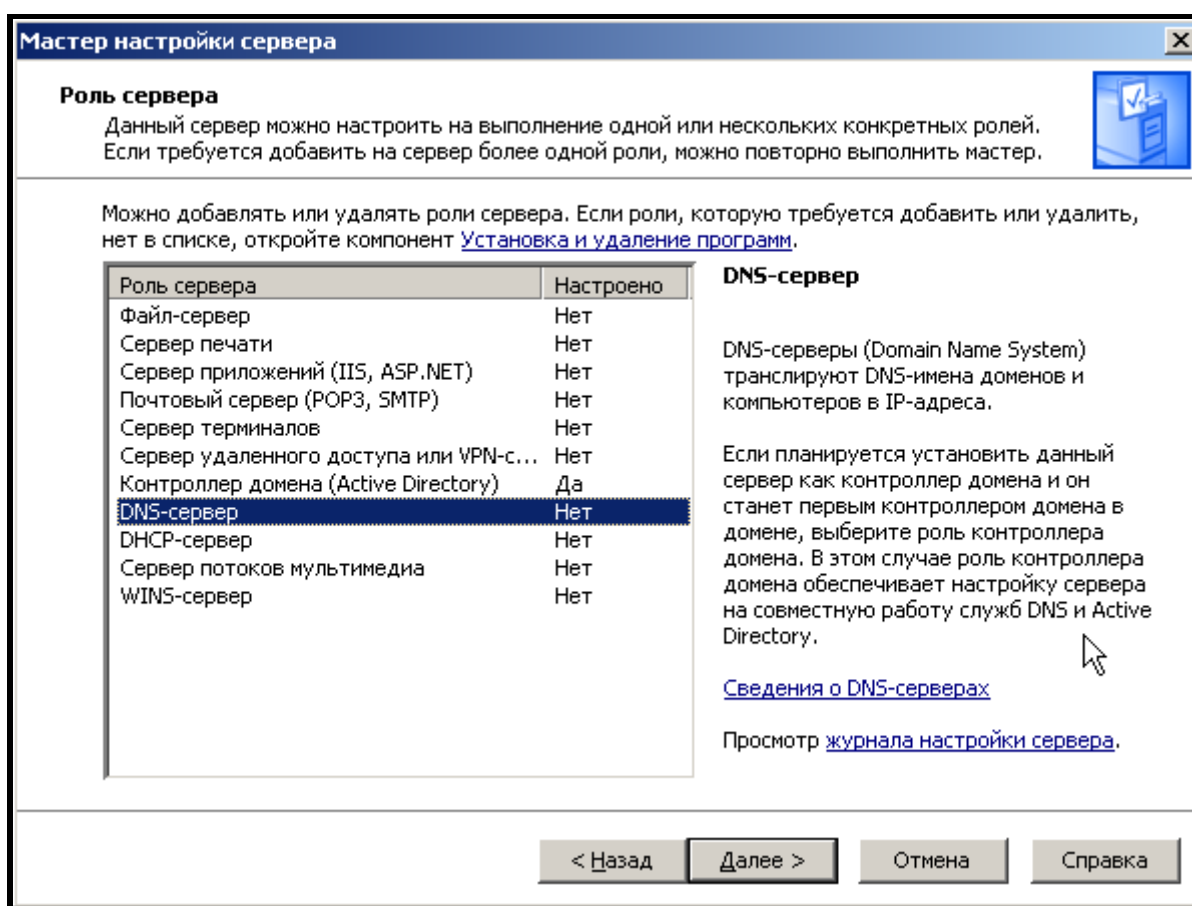 Мастер настройки сервера
Роль сервера
Данный сервер можно настроить на выполнение одной или нескольких конкретных ролей.
Если требуется добавить на сервер более одной роли, можно повторно выполнить мастер.
Можно добавлять или удалять роли сервера. Если роли, которую требуется добавить или удалить,
нет в списке, откройте компонент Установка и удаление программ.
Роль сервера Настроено
Файл-сервер Нет
Сервер печати Нет
Сервер приложений (IIS, ASP.NET) Нет
Почтовый сервер (POP3, SMTP) Нет
Сервер терминалов Нет
Сервер удаленного доступа или VPN-с... Нет
Контроллер домена (Active Directory) Да
DNS-сервер Нет
DHCP-сервер Нет
Сервер потоков мультимедиа Нет
WINS-сервер Нет
DNS-сервер
DNS-серверы (Domain Name System)
транслируют DNS-имена доменов и
компьютеров в IP-адреса.
Если планируется установить данный
сервер как контроллер домена и он
станет первым контроллером домена в
домене, выберите роль контроллера
домена. В этом случае роль контроллера
домена обеспечивает настройку сервера
на совместную работу служб DNS и Active
Directory.
Сведения о DNS-серверах
Просмотр журнала настройки сервера.
< Назад Далее > Отмена Справка